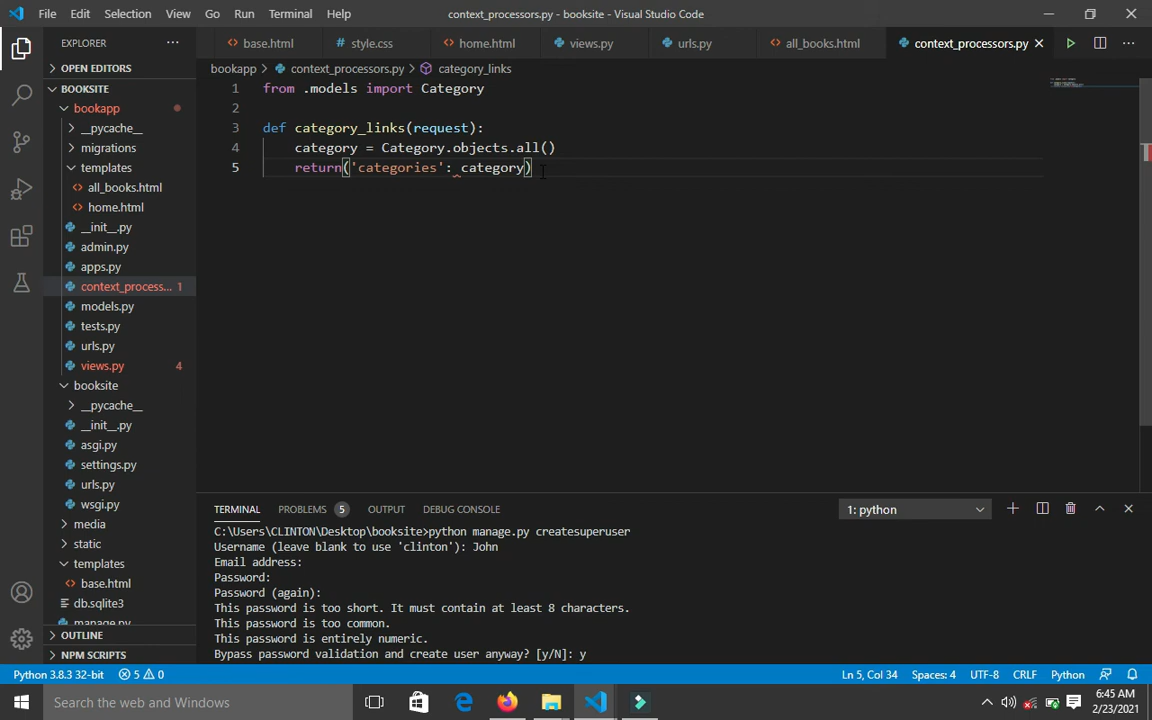 File Edit Selection View Go Run Terminal Help context_processors.py - booksite - Visual Studio Code
EXPLORER ... <> base.html # style.css <> home.html views.py urls.py <> all_books.html context_processors.py
> OPEN EDITORS
bookapp > context_processors.py > category_links
BOOKSITE
bookapp
__pycache__
migrations
templates
<> all_books.html
<> home.html
__init__.py
admin.py
apps.py
context_process... 1
models.py
tests.py
urls.py
views.py 4
booksite
__pycache__
__init__.py
asgi.py
settings.py
urls.py
wsgi.py
media
static
templates
<> base.html
db.sqlite3
manage.py
OUTLINE
NPM SCRIPTS
1 from .models import Category
2
3 def category_links(request):
4 category = Category.objects.all()
5 return('categories': category)
TERMINAL PROBLEMS 5 OUTPUT DEBUG CONSOLE 1: python
C:\Users\CLINTON\Desktop\booksite>python manage.py createsuperuser
Username (leave blank to use 'clinton'): John
Email address:
Password:
Password (again):
This password is too short. It must contain at least 8 characters.
This password is too common.
This password is entirely numeric.
Bypass password validation and create user anyway? [y/N]: y
Python 3.8.3 32-bit 5 0 Ln 5, Col 34 Spaces: 4 UTF-8 CRLF Python
Search the web and Windows
6:45 AM
2/23/2021